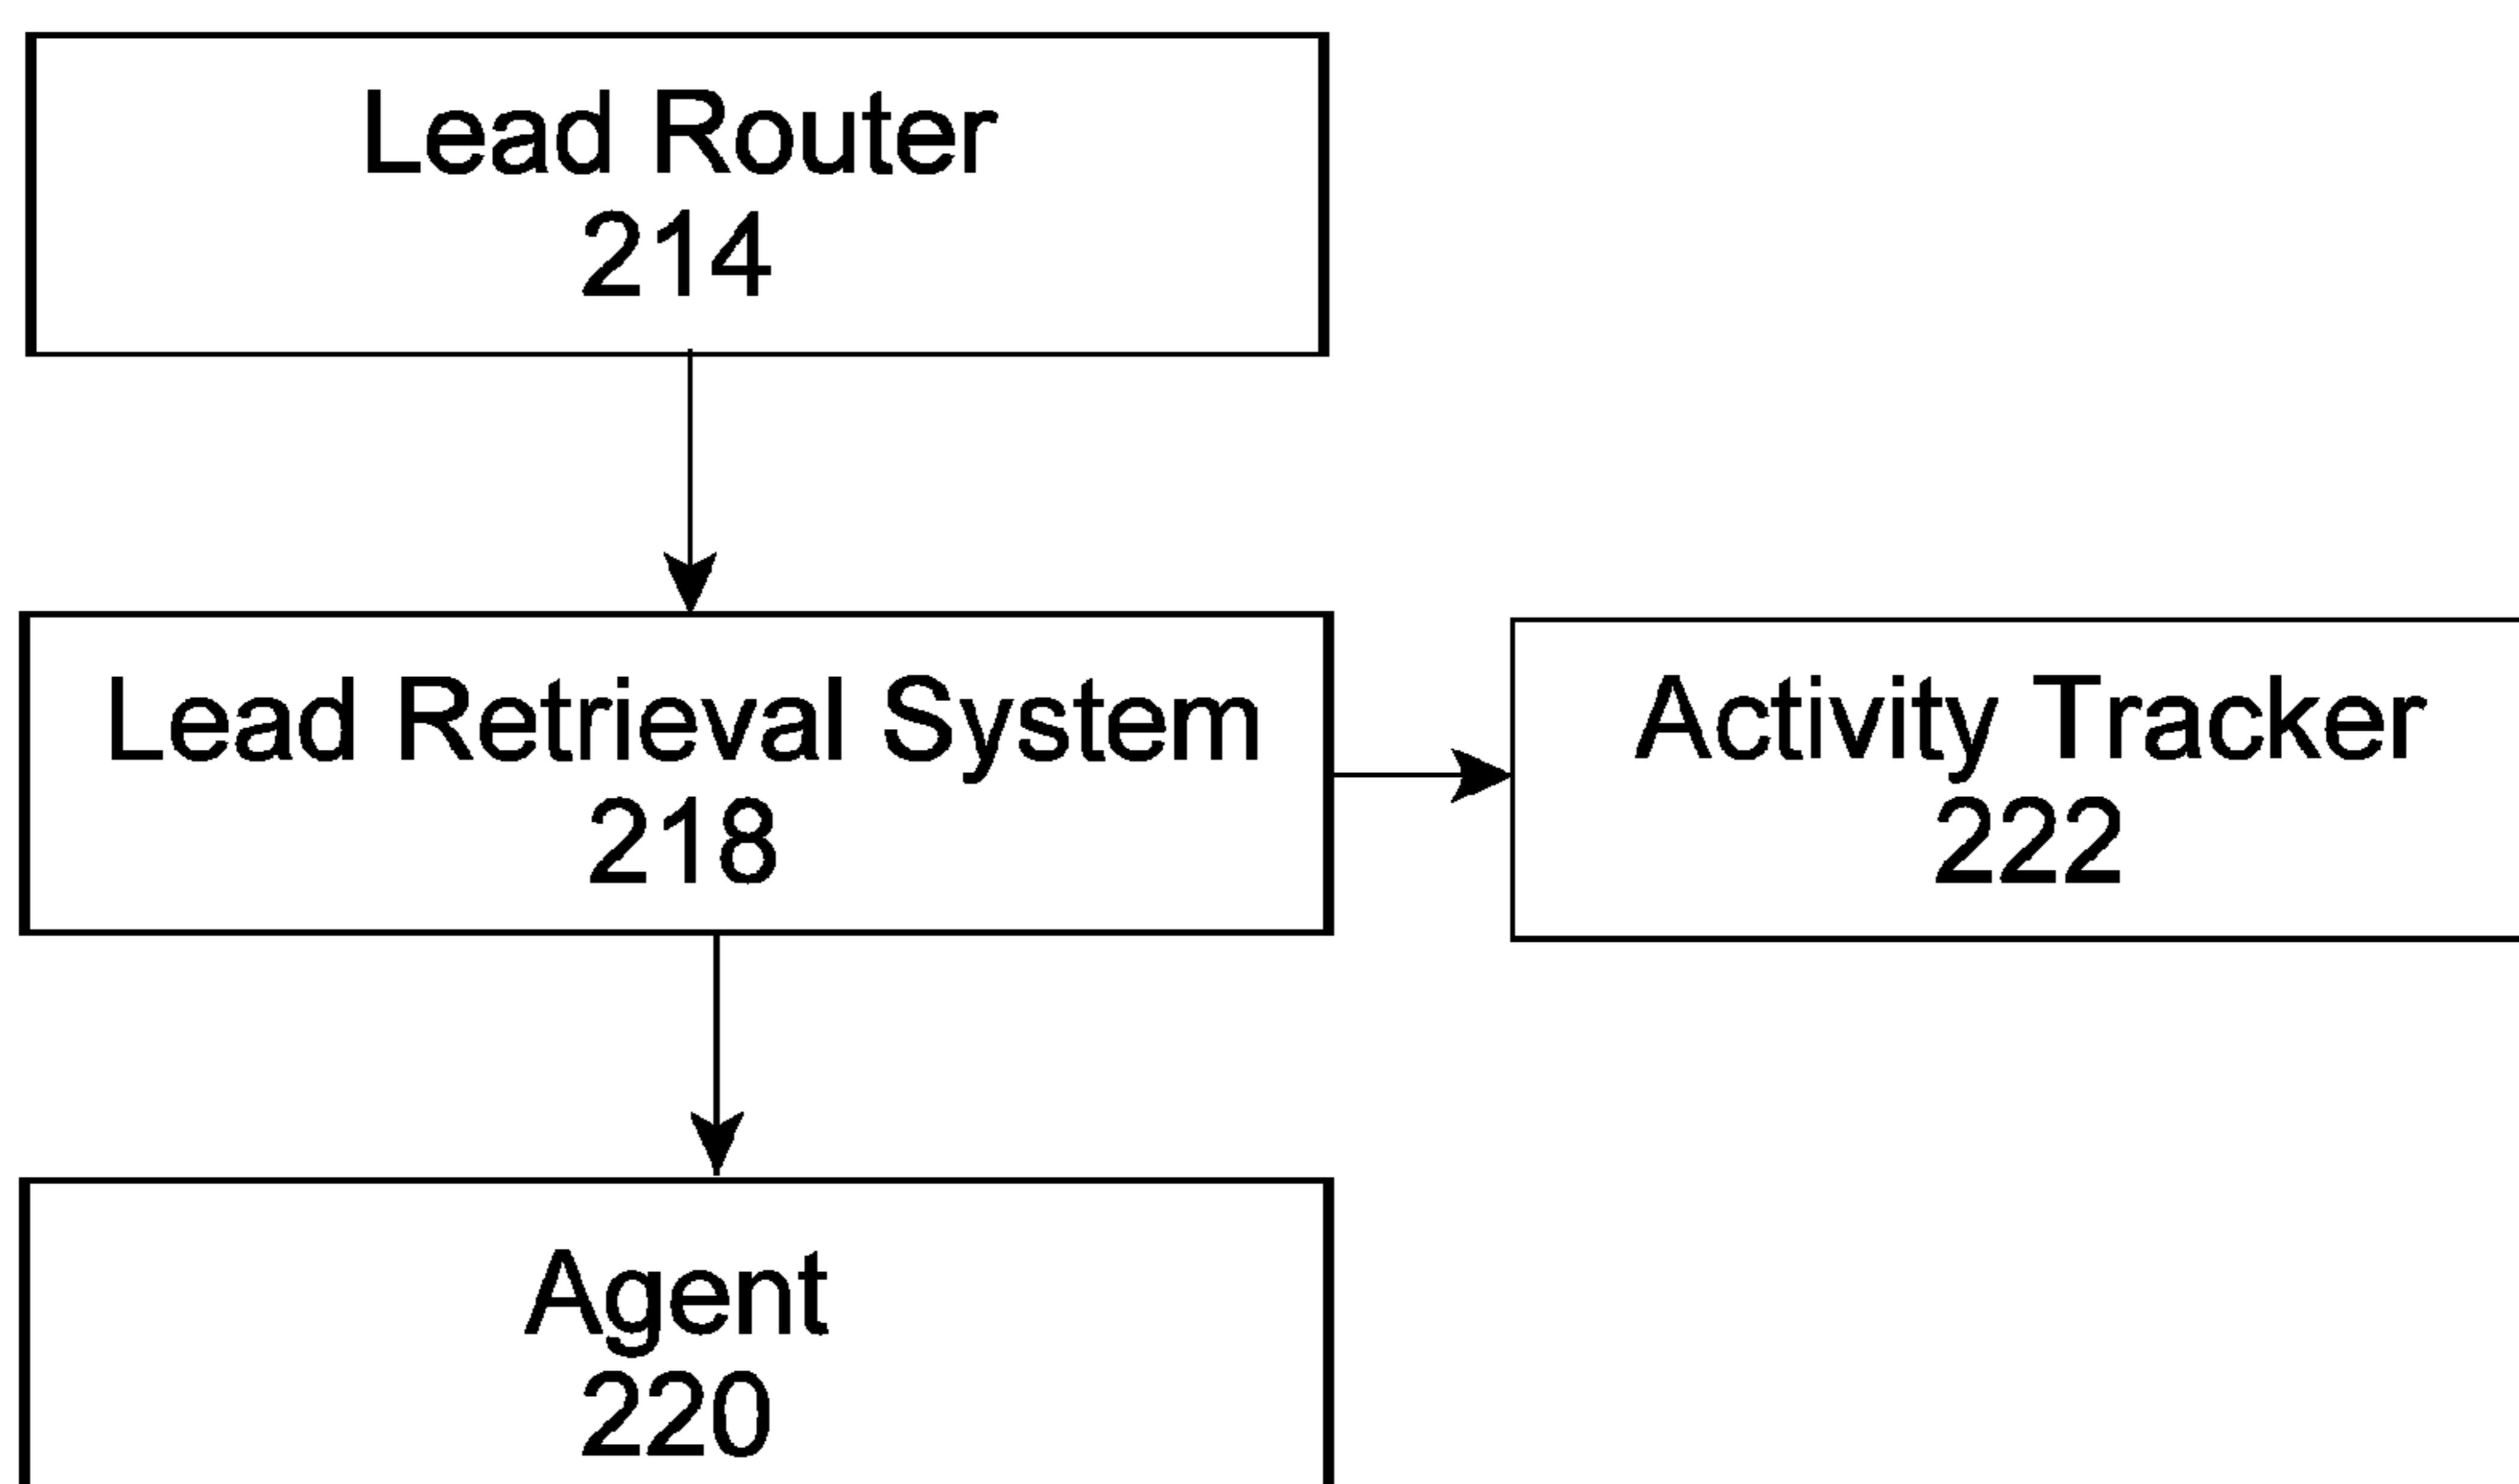 Lead Router
214
Lead Retrieval System
218
Activity Tracker
222
Agent
220